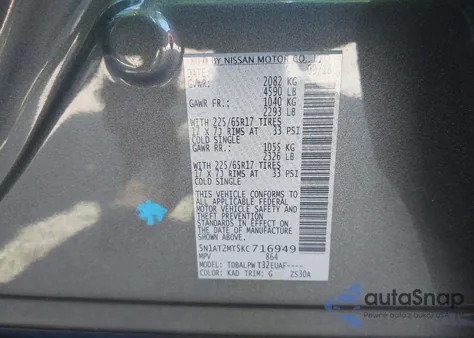 MFD BY NISSAN MOTOR CO.,
DATE:
GVWR: 2082 KG
4590 LB
GAWR FR.: 1040 KG
2293 LB
WITH 225/65R17 TIRES
17 X 7J RIMS AT 33 PSI
COLD SINGLE
GAWR RR.: 1055 KG
2326 LB
WITH 225/65R17 TIRES
17 X 7J RIMS AT 33 PSI
COLD SINGLE
THIS VEHICLE CONFORMS TO
ALL APPLICABLE FEDERAL
MOTOR VEHICLE SAFETY AND
THEFT PREVENTION
STANDARDS IN EFFECT ON
THE DATE OF MANUFACTURE
SHOWN ABOVE.
5N1AT2MT5KC716949
MPV 864
MODEL: TDBALPW T32EUAF----
COLOR: KAD TRIM: G 2530A
autoSnap